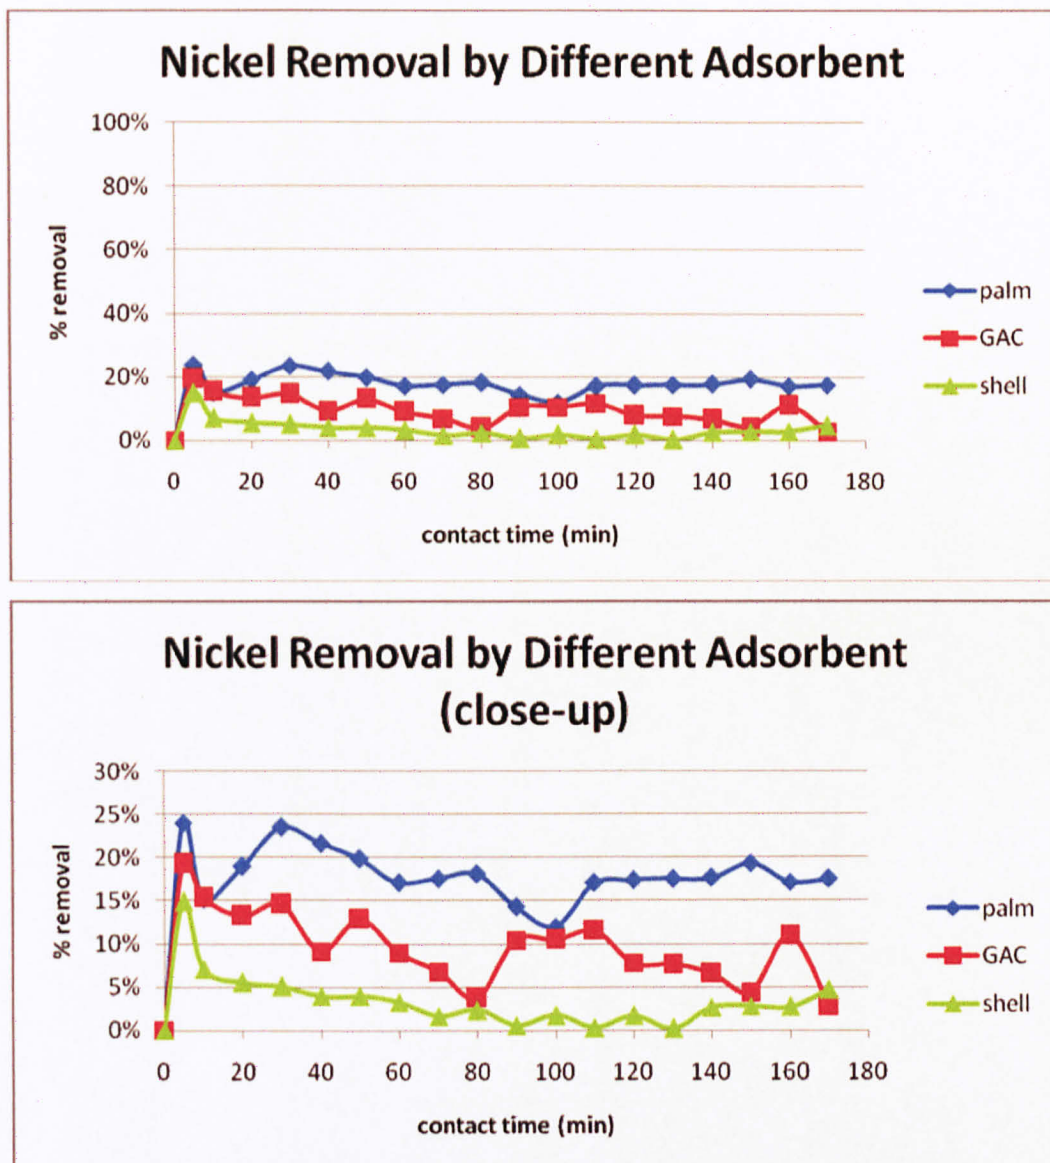 Nickel Removal by Different Adsorbent
100%
80%
60%
40%
20%
0%
% removal
0 20 40 60 80 100 120 140 160 180
contact time (min)
palm
GAC
shell
Nickel Removal by Different Adsorbent
(close-up)
30%
25%
20%
15%
10%
5%
0%
% removal
0 20 40 60 80 100 120 140 160 180
contact time (min)
palm
GAC
shell